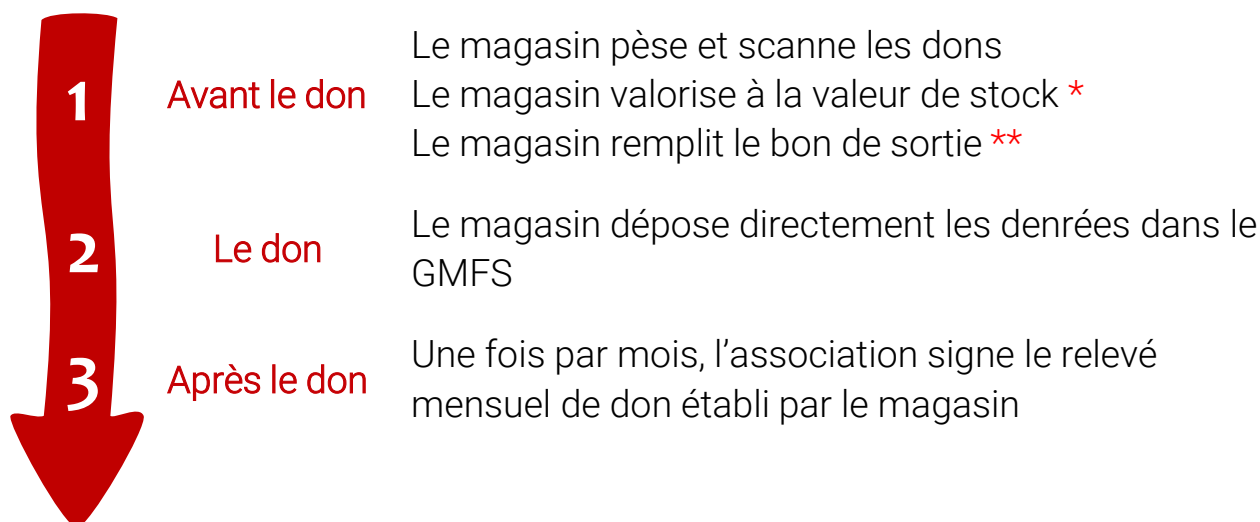 1
Avant le don
Le magasin pèse et scanne les dons
Le magasin valorise à la valeur de stock *
Le magasin remplit le bon de sortie **
2
Le don
Le magasin dépose directement les denrées dans le
GMFS
3
Après le don
Une fois par mois, l’association signe le relevé
mensuel de don établi par le magasin